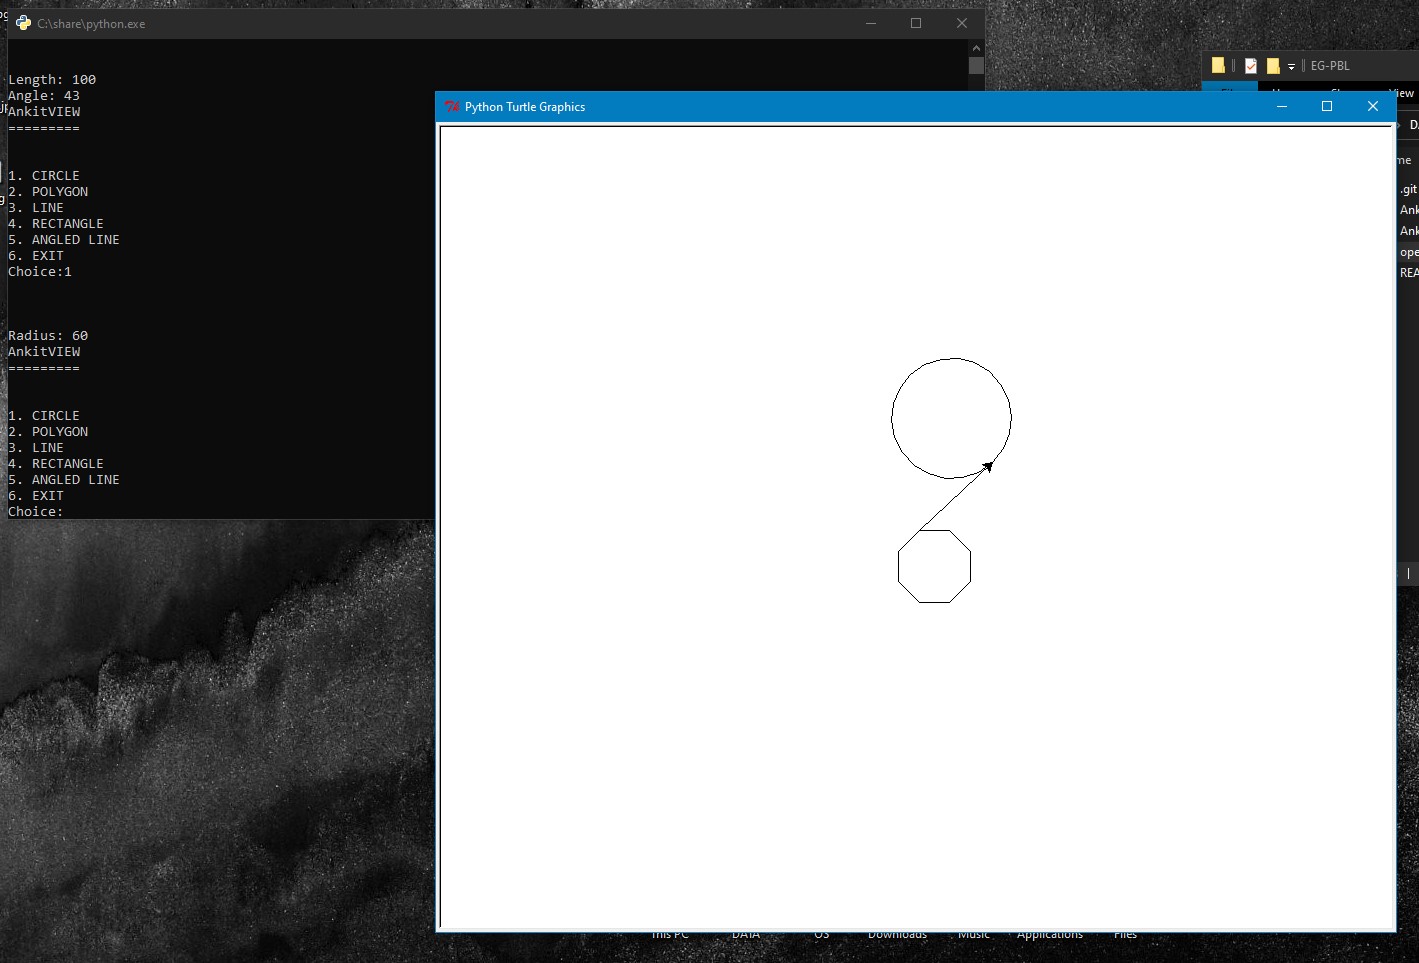 C:\share\python.exe
Length: 100
Angle: 43
AnkitVIEW
=========
1. CIRCLE
2. POLYGON
3. LINE
4. RECTANGLE
5. ANGLED LINE
6. EXIT
Choice:1
Radius: 60
AnkitVIEW
=========
1. CIRCLE
2. POLYGON
3. LINE
4. RECTANGLE
5. ANGLED LINE
6. EXIT
Choice:
Python Turtle Graphics
EG-PBL
View
.git
Ank
Ank
ope
REA
This PC DATA OS Downloads Music Applications Files